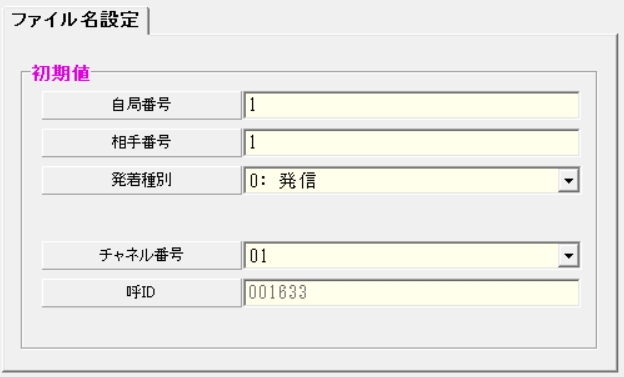 ファイル名設定
初期値
自局番号 1
相手番号 1
発着種別 0: 発信
チャネル番号 01
呼ID 001633